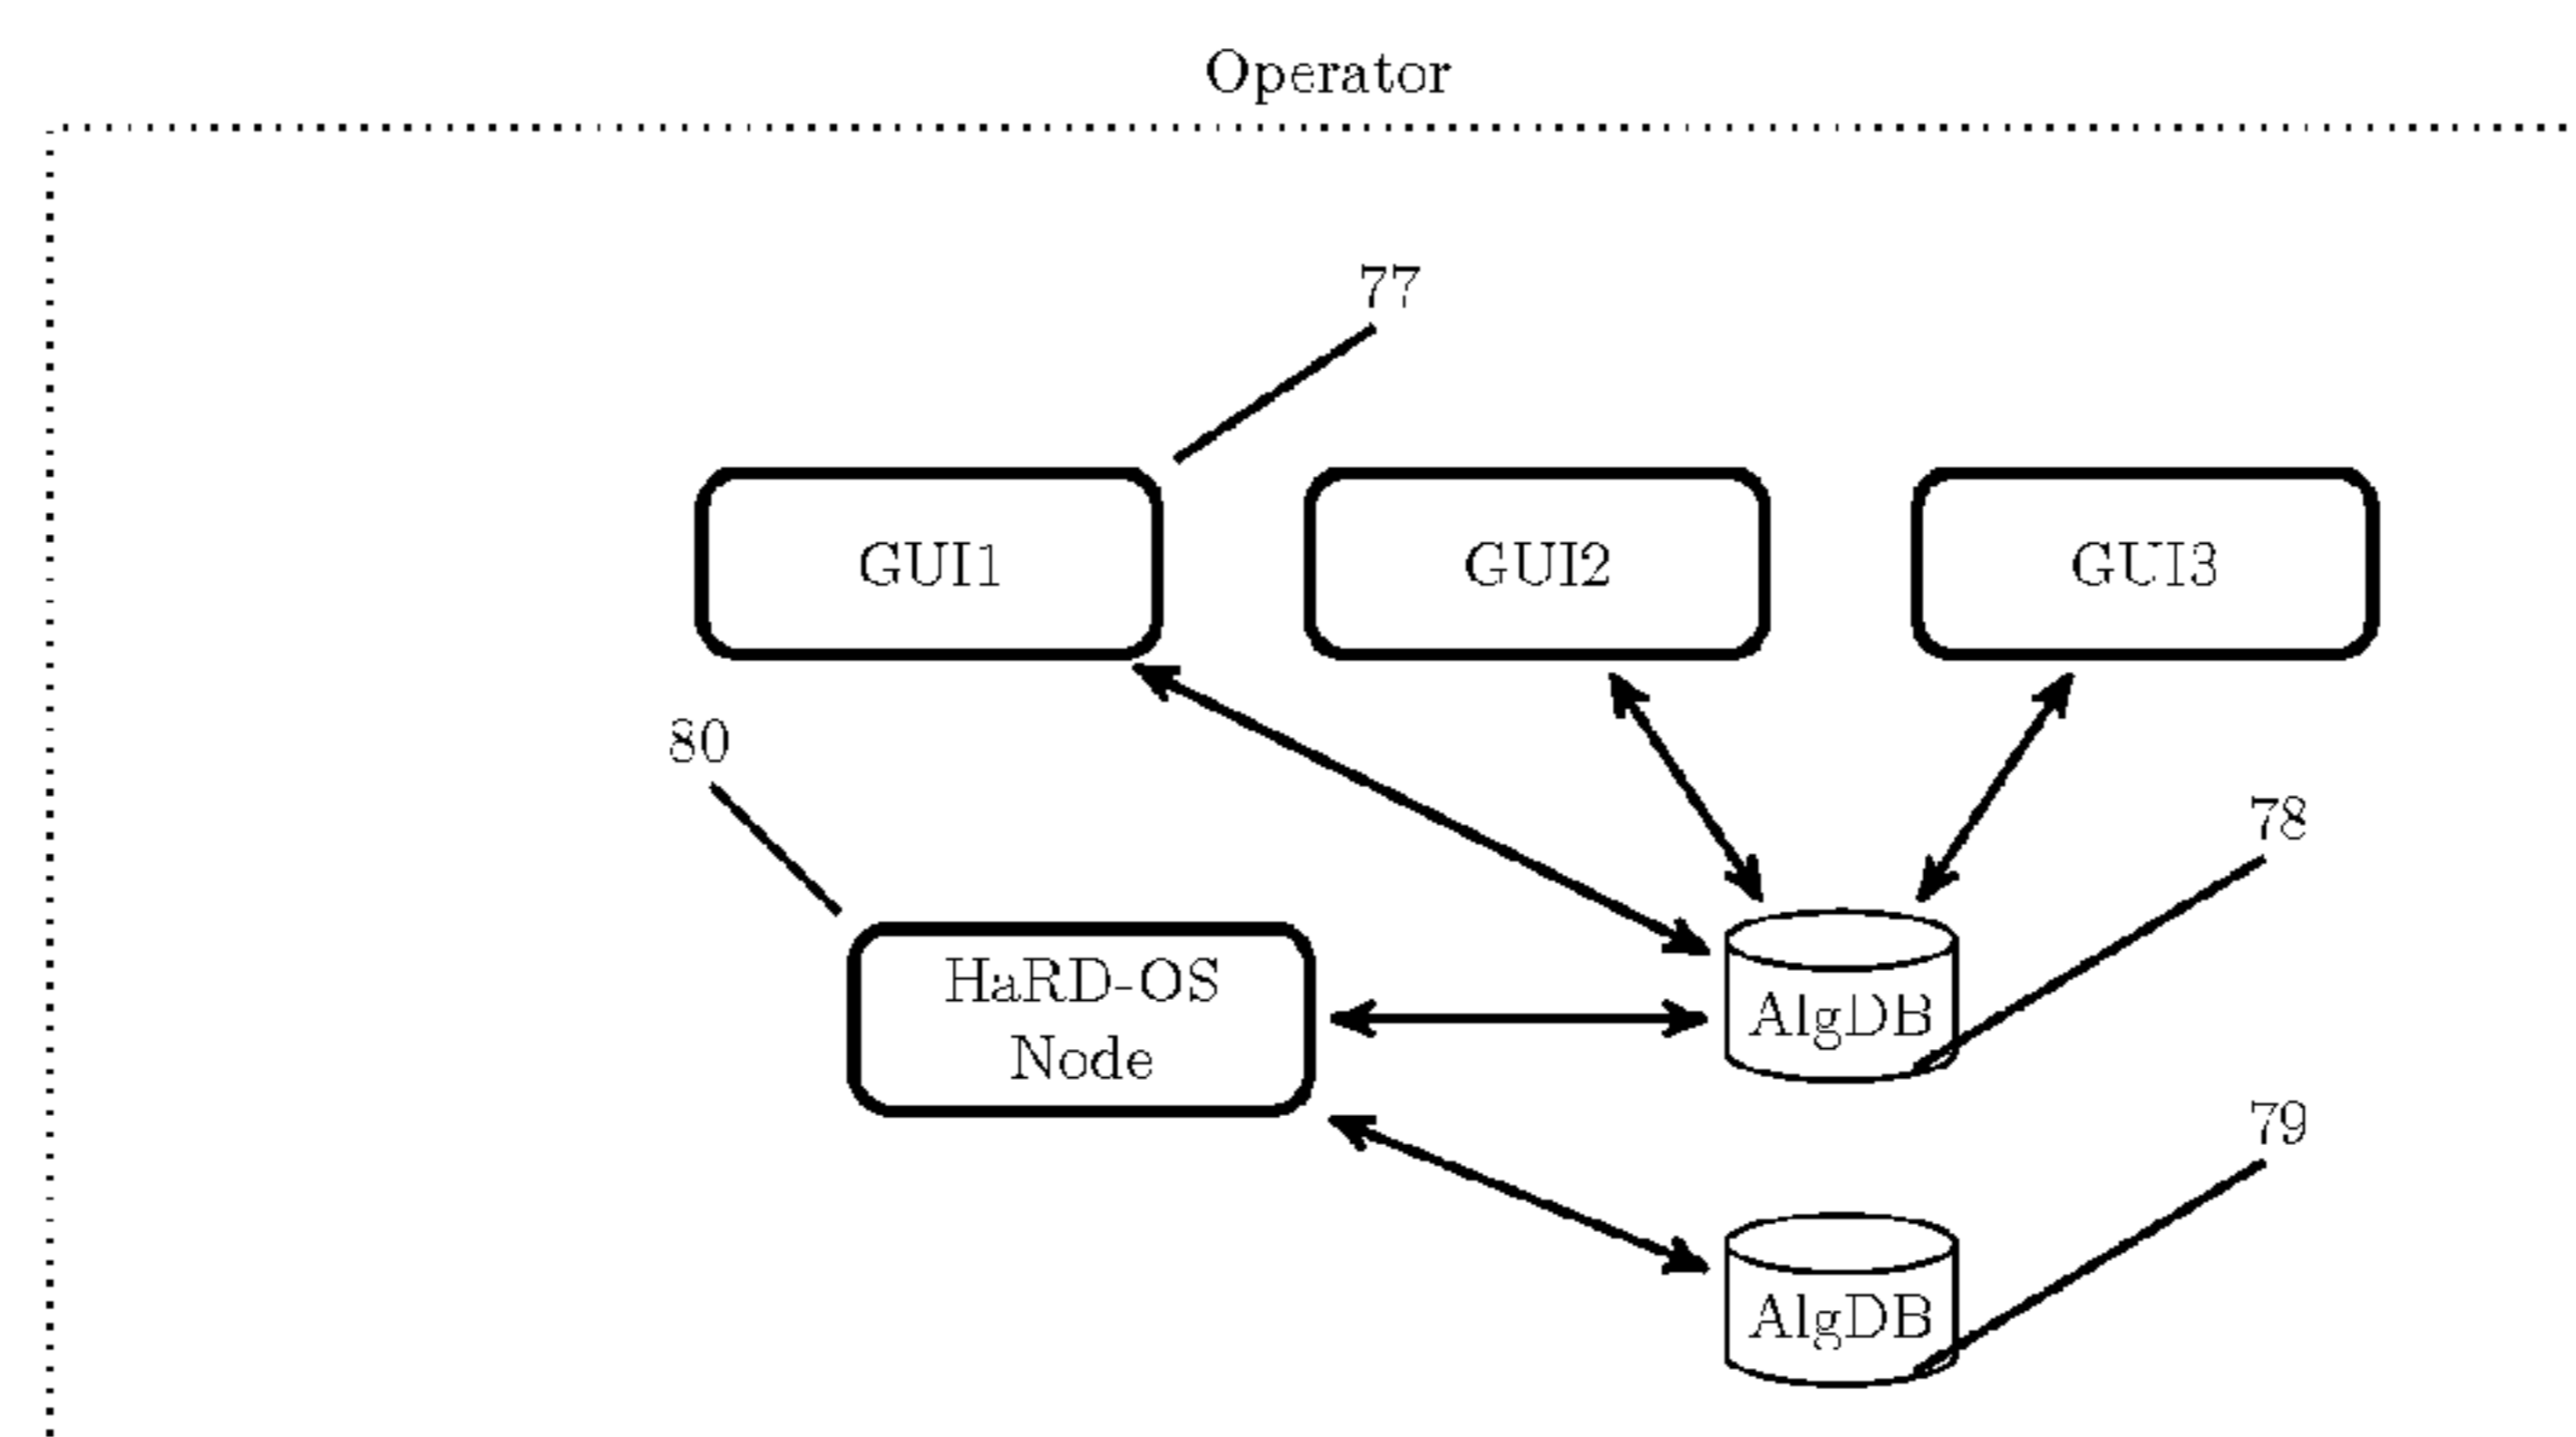 Operator
77
GUI1
GUI2
GUI3
80
78
HaRD-OS
Node
AlgDB
79
AlgDB